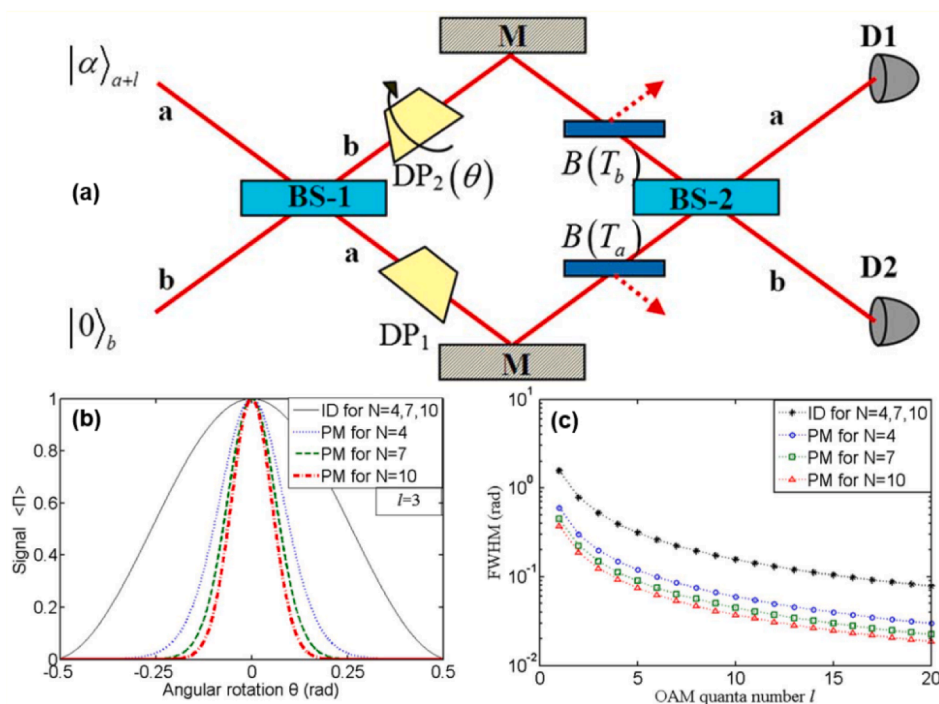 |α⟩a+l
M
D1
a
b
DP2(θ)
B(Tb)
a
(a)
BS-1
BS-2
B(Ta)
b
a
b
D2
|0⟩b
DP1
M
(b)
ID for N=4,7,10
PM for N=4
PM for N=7
PM for N=10
l=3
Signal <Π>
1
0.8
0.6
0.4
0.2
0
-0.5 -0.25 0 0.25 0.5
Angular rotation θ (rad)
(c)
ID for N=4,7,10
PM for N=4
PM for N=7
PM for N=10
FWHM (rad)
10^1
10^0
10^-1
10^-2
0 5 10 15 20
OAM quanta number l